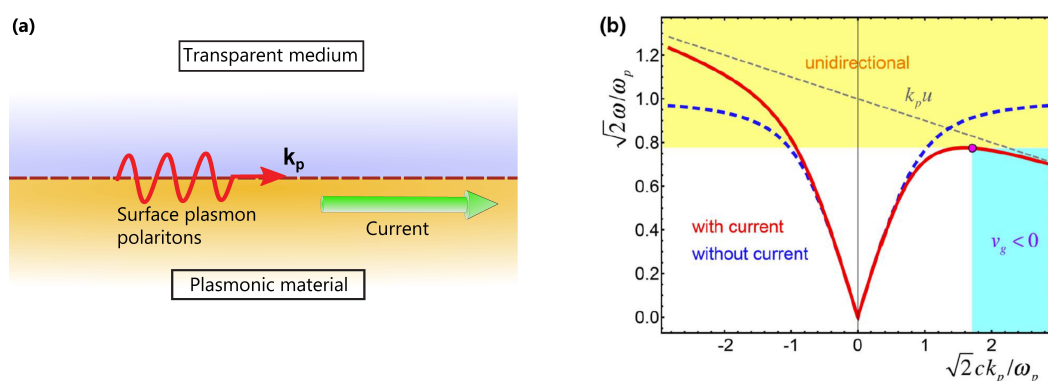 (a)
Transparent medium
k_p
Surface plasmon
polaritons
Current
Plasmonic material
(b)
√2ω/ω_p
1.2
1.0
0.8
0.6
0.4
0.2
0.0
unidirectional
k_p u
with current
without current
v_g < 0
-2
-1
0
1
2
√2ck_p/ω_p